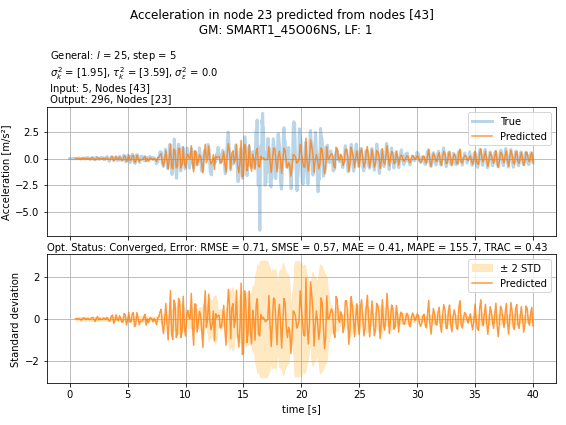 Acceleration in node 23 predicted from nodes [43]
GM: SMART1_45O06NS, LF: 1
General: l = 25, step = 5
σ²ₖ = [1.95], τ²ₖ = [3.59], σ²ε = 0.0
Input: 5, Nodes [43]
Output: 296, Nodes [23]
Acceleration [m/s²]
2.5
0.0
−2.5
−5.0
True
Predicted
Opt. Status: Converged, Error: RMSE = 0.71, SMSE = 0.57, MAE = 0.41, MAPE = 155.7, TRAC = 0.43
Standard deviation
2
0
−2
± 2 STD
Predicted
0 5 10 15 20 25 30 35 40
time [s]